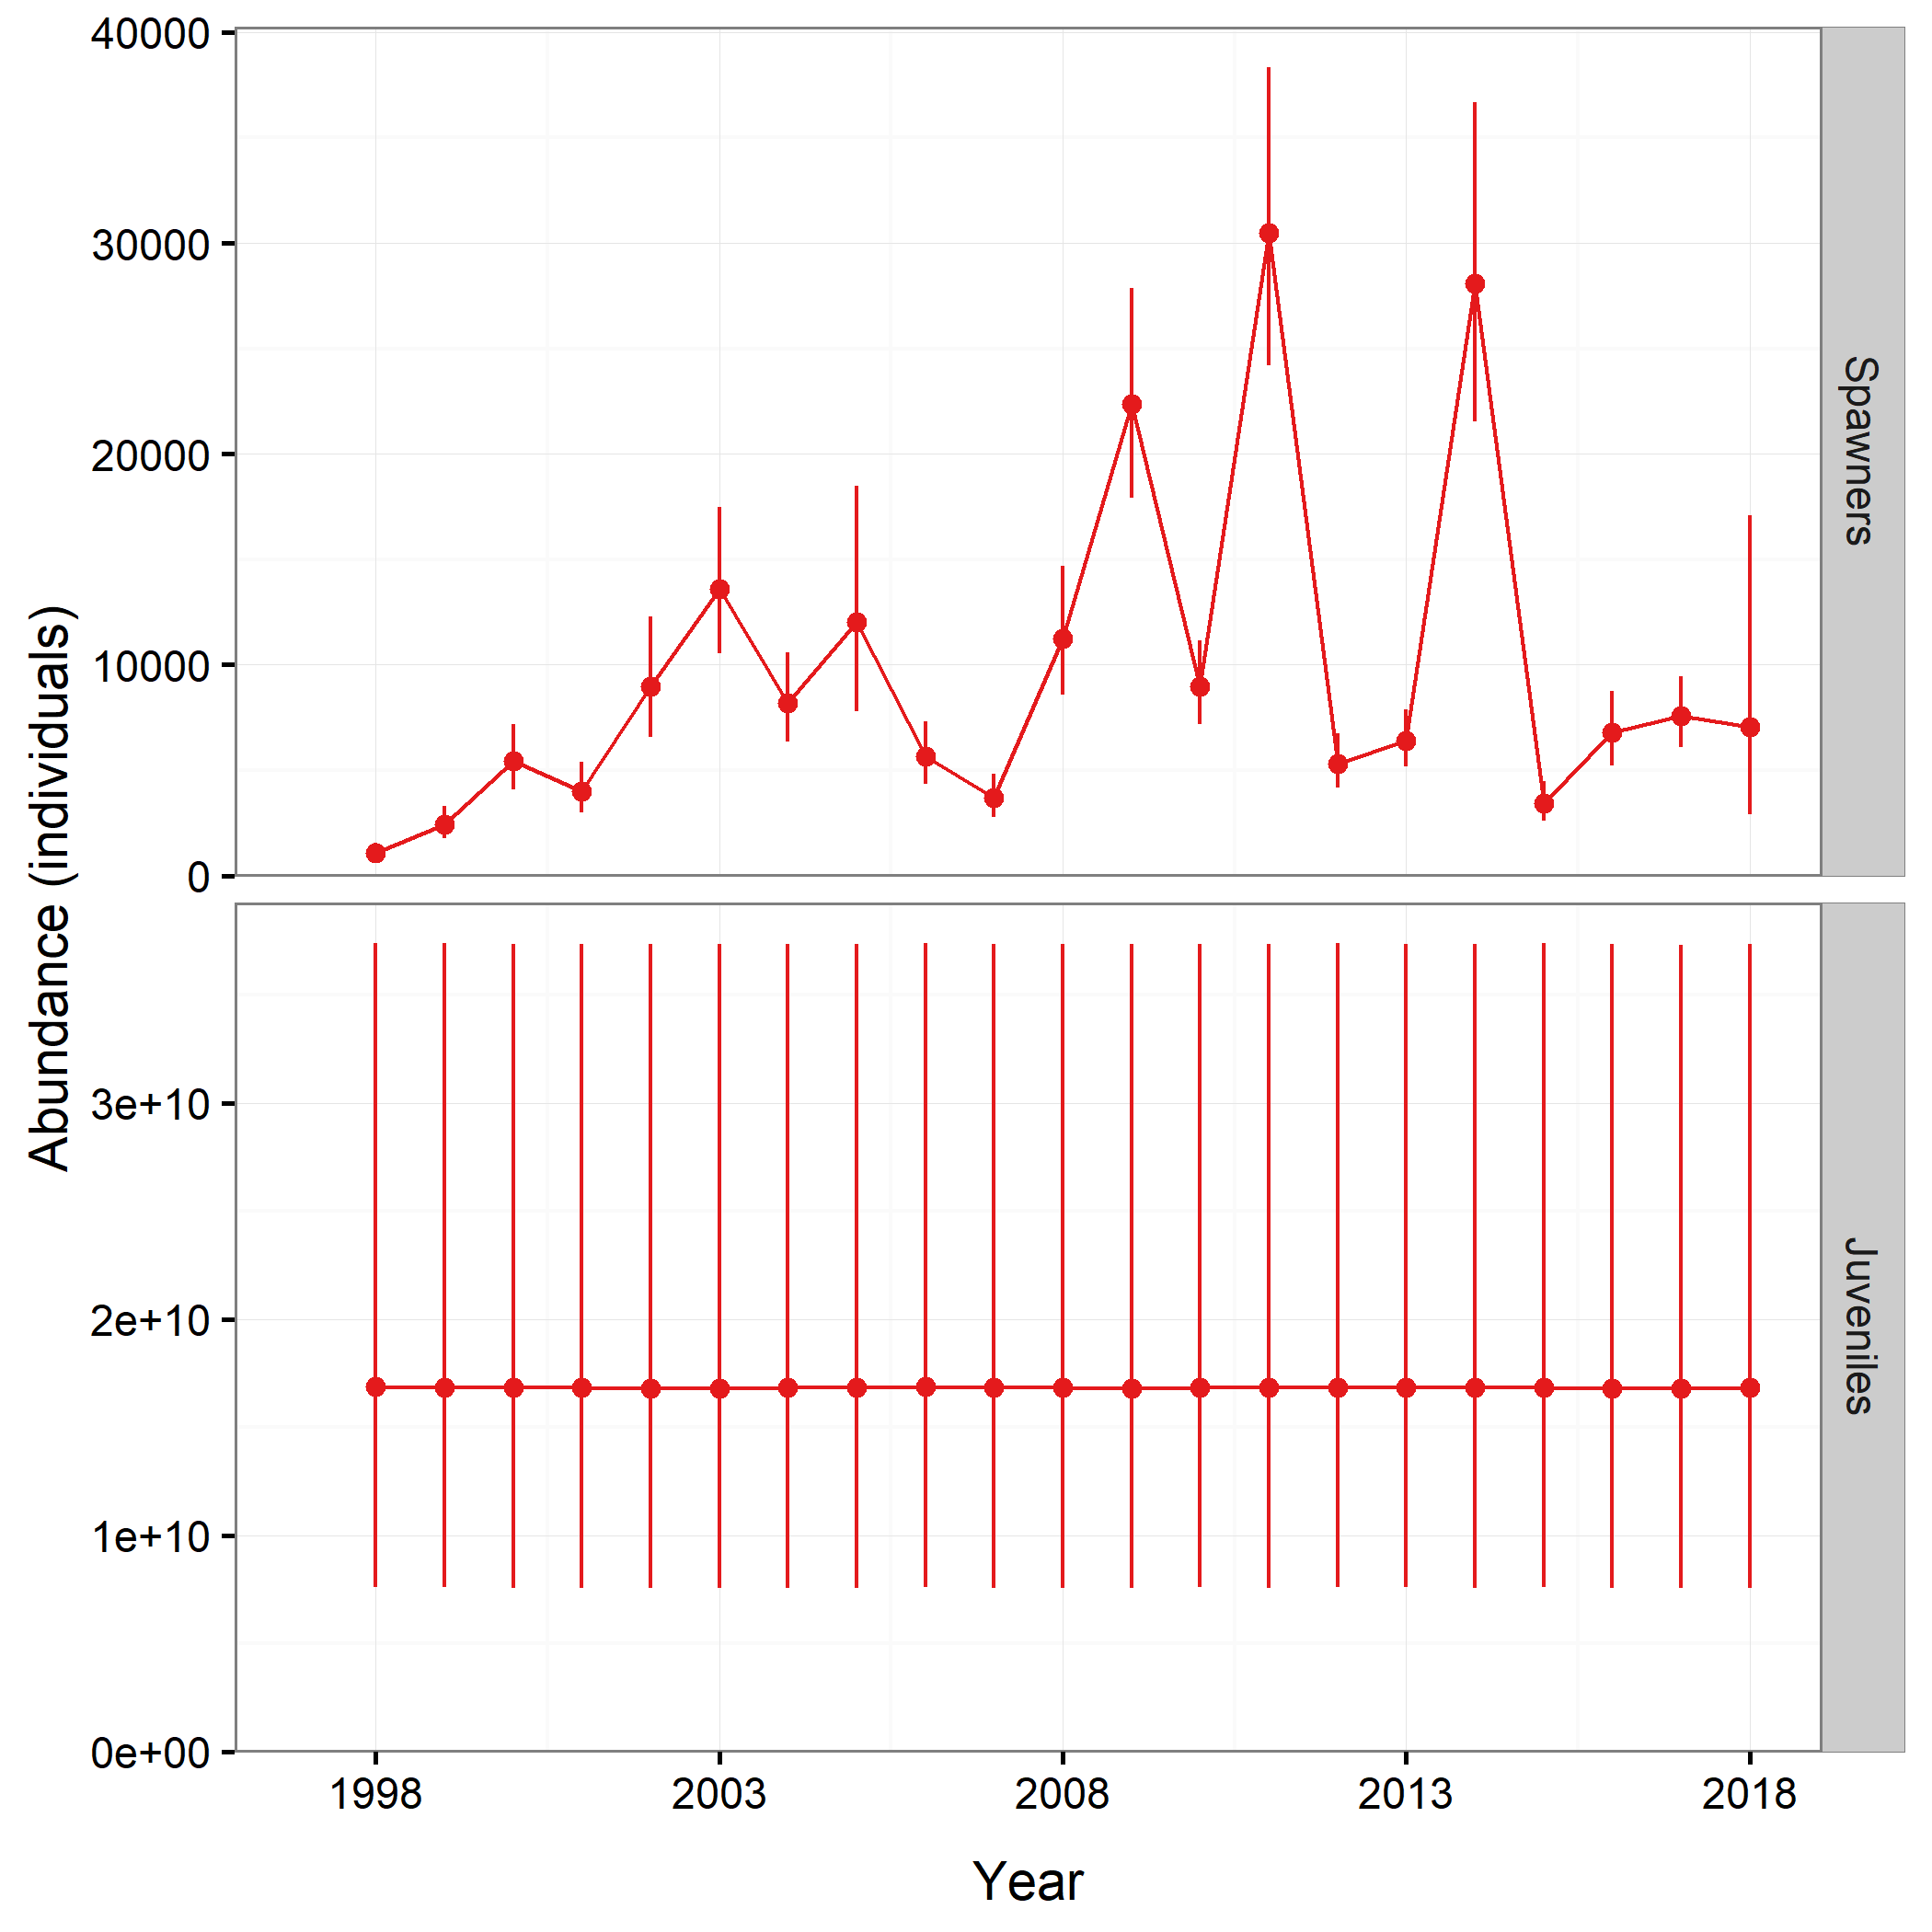 Abundance (individuals)
40000
30000
20000
10000
0
Spawners
3e+10
2e+10
1e+10
0e+00
Juveniles
1998 2003 2008 2013 2018
Year